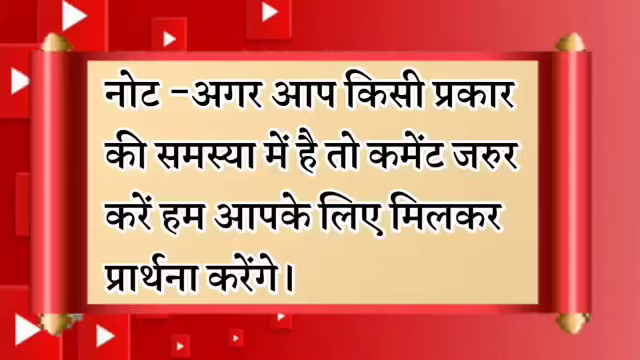 नोट -अगर आप किसी प्रकार
की समस्या में है तो कमेंट जरुर
करें हम आपके लिए मिलकर
प्रार्थना करेंगे।